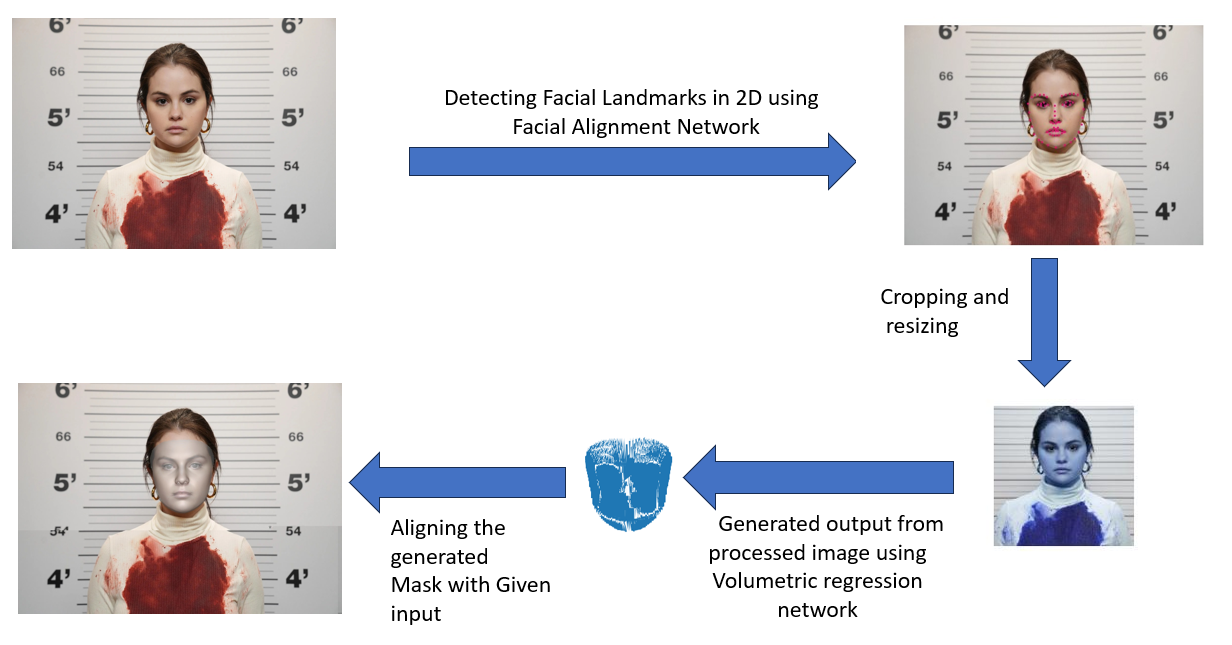 6’ 6’
66 66
5’ 5’
54 54
4’ 4’
Detecting Facial Landmarks in 2D using
Facial Alignment Network
6’ 6’
66 66
5’ 5’
54 54
4’ 4’
Cropping and
resizing
Generated output from
processed image using
Volumetric regression
network
Aligning the
generated
Mask with Given
input
6’ 6’
66 66
5’ 5’
54 54
4’ 4’